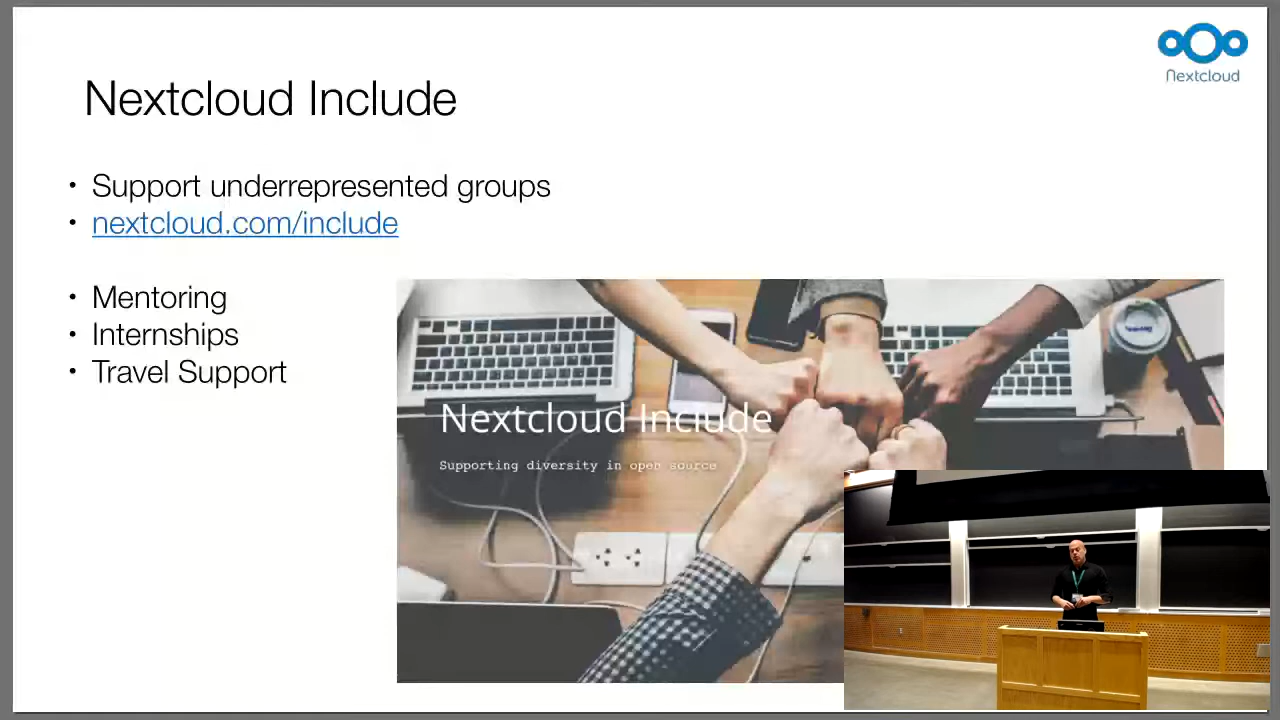 Nextcloud
Nextcloud Include
• Support underrepresented groups
• nextcloud.com/include
• Mentoring
• Internships
• Travel Support
Nextcloud Include
Supporting diversity in open source